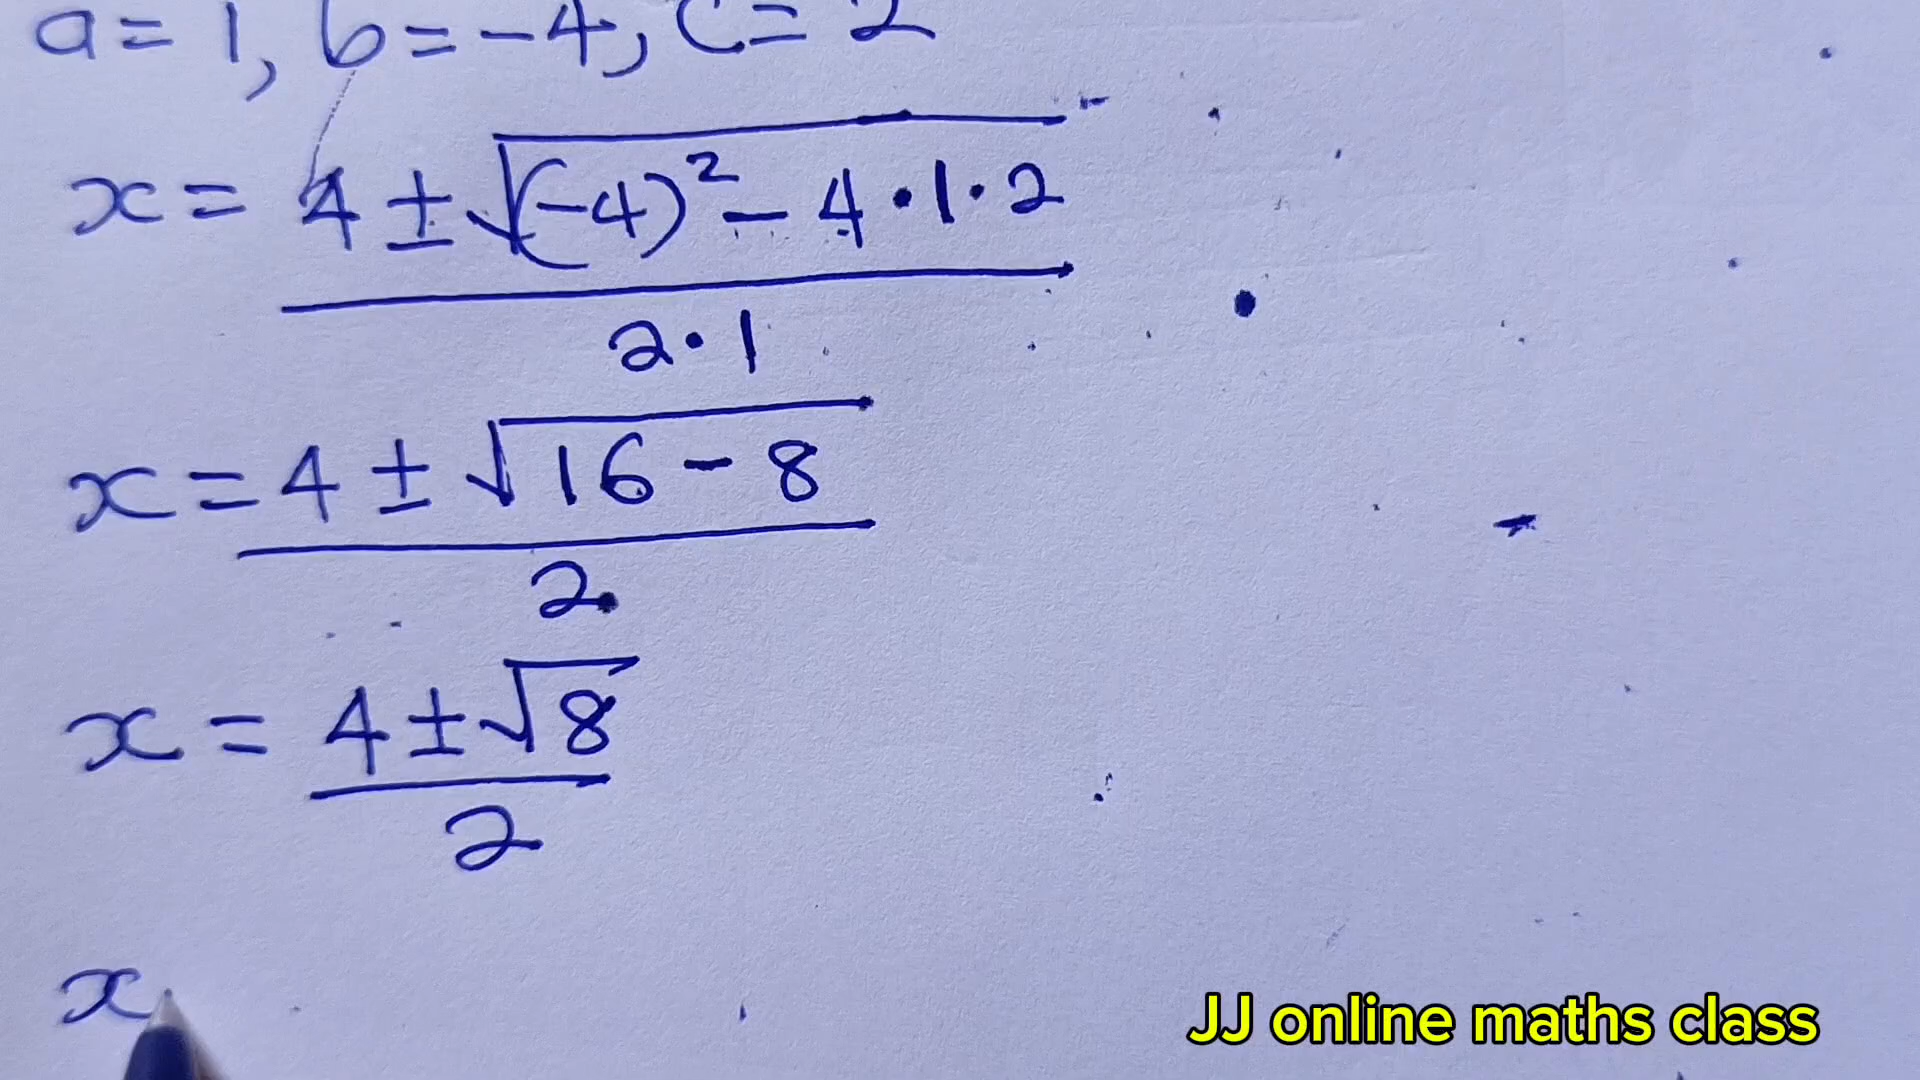 a = 1, b = -4, c = 2
x = 4 ± √(-4)² - 4 · 1 · 2
2 · 1
x = 4 ± √16 - 8
2
x = 4 ± √8
2
x
JJ online maths class